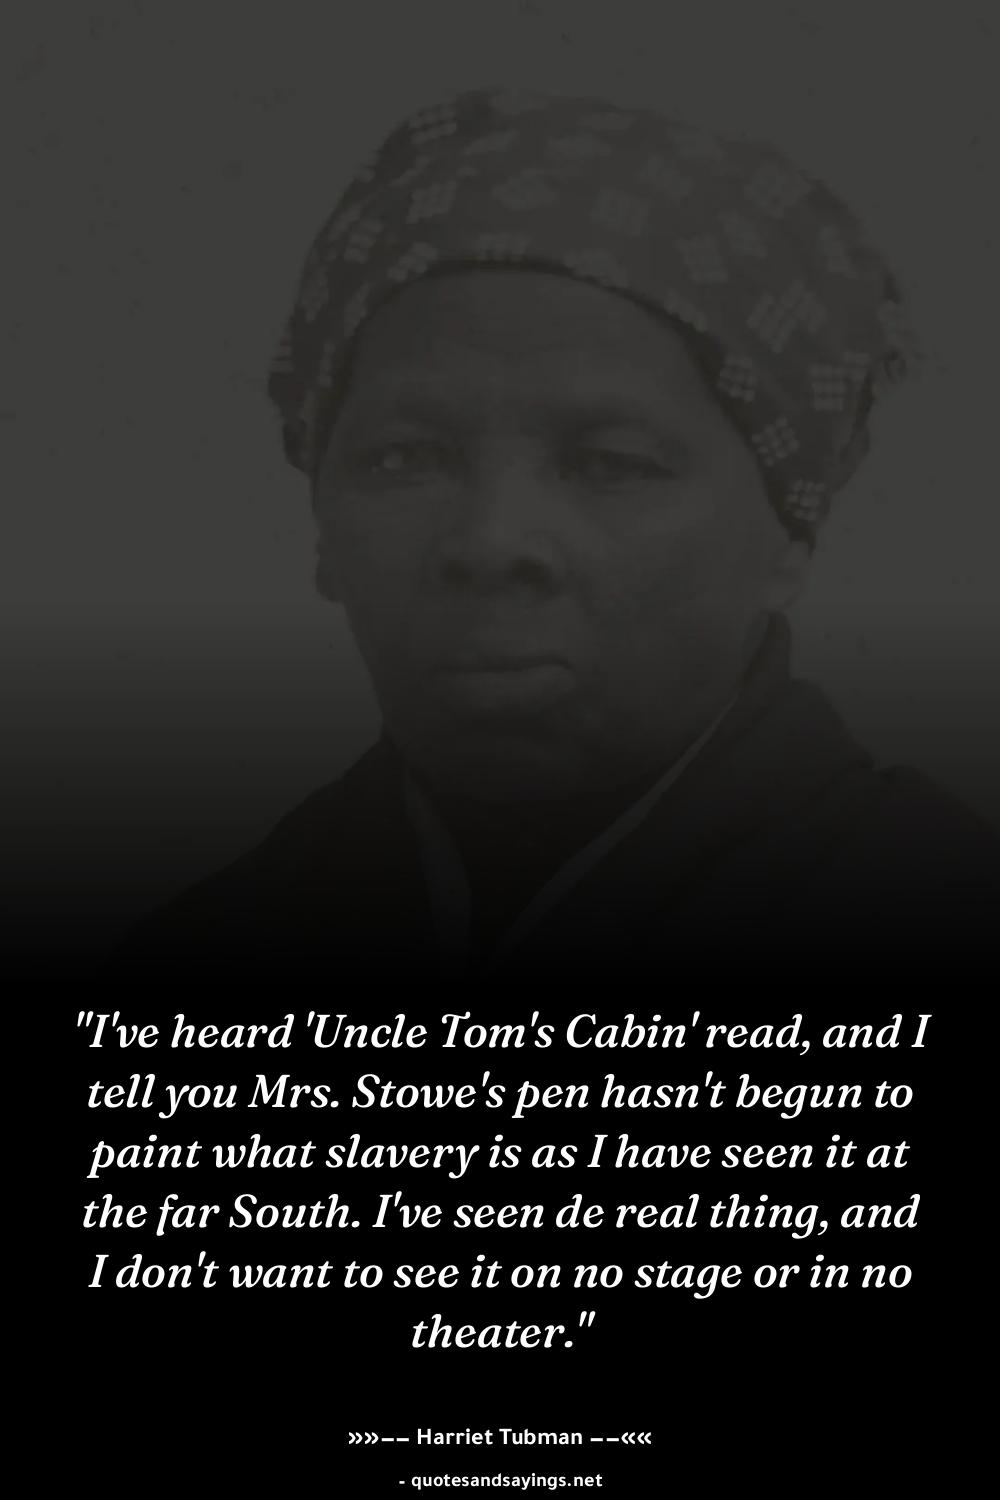 "I've heard 'Uncle Tom's Cabin' read, and I
tell you Mrs. Stowe's pen hasn't begun to
paint what slavery is as I have seen it at
the far South. I've seen de real thing, and
I don't want to see it on no stage or in no
theater."
»»–– Harriet Tubman ––««
- quotesandsayings.net